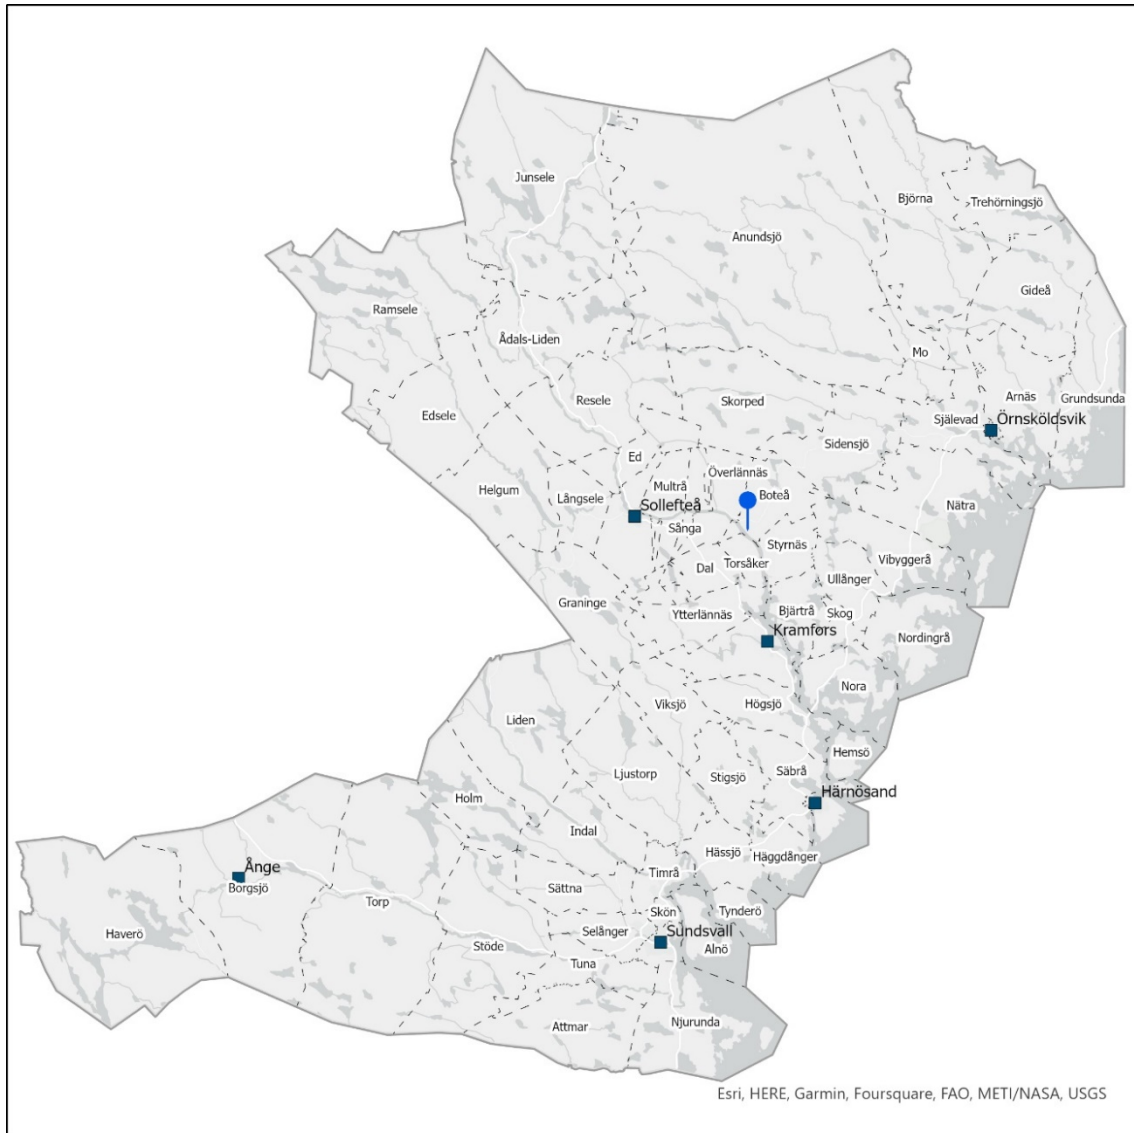 Junsele
Björna
Trehörningsjö
Anundsjö
Gideå
Ramsele
Ådals-Liden
Mo
Resele
Skorped
Arnäs
Grundsunda
Edsele
Själevad
Örnsköldsvik
Sidensjö
Ed
Överlännäs
Multrå
Helgum
Långsele
Boteå
Sollefteå
Nätra
Sånga
Styrnäs
Vibyggerå
Dal
Torsåker
Ullånger
Graninge
Ytterlännäs
Bjärtrå
Skog
Kramfors
Nordingrå
Nora
Viksjö
Högsjö
Liden
Hemsö
Ljustorp
Stigsjö
Säbrå
Holm
Härnösand
Indal
Hässjö
Häggdånger
Ånge
Timrå
Borgsjö
Sättna
Torp
Skön
Tynderö
Haverö
Selånger
Sundsvall
Stöde
Alnö
Tuna
Attmar
Njurunda
Esri, HERE, Garmin, Foursquare, FAO, METI/NASA, USGS